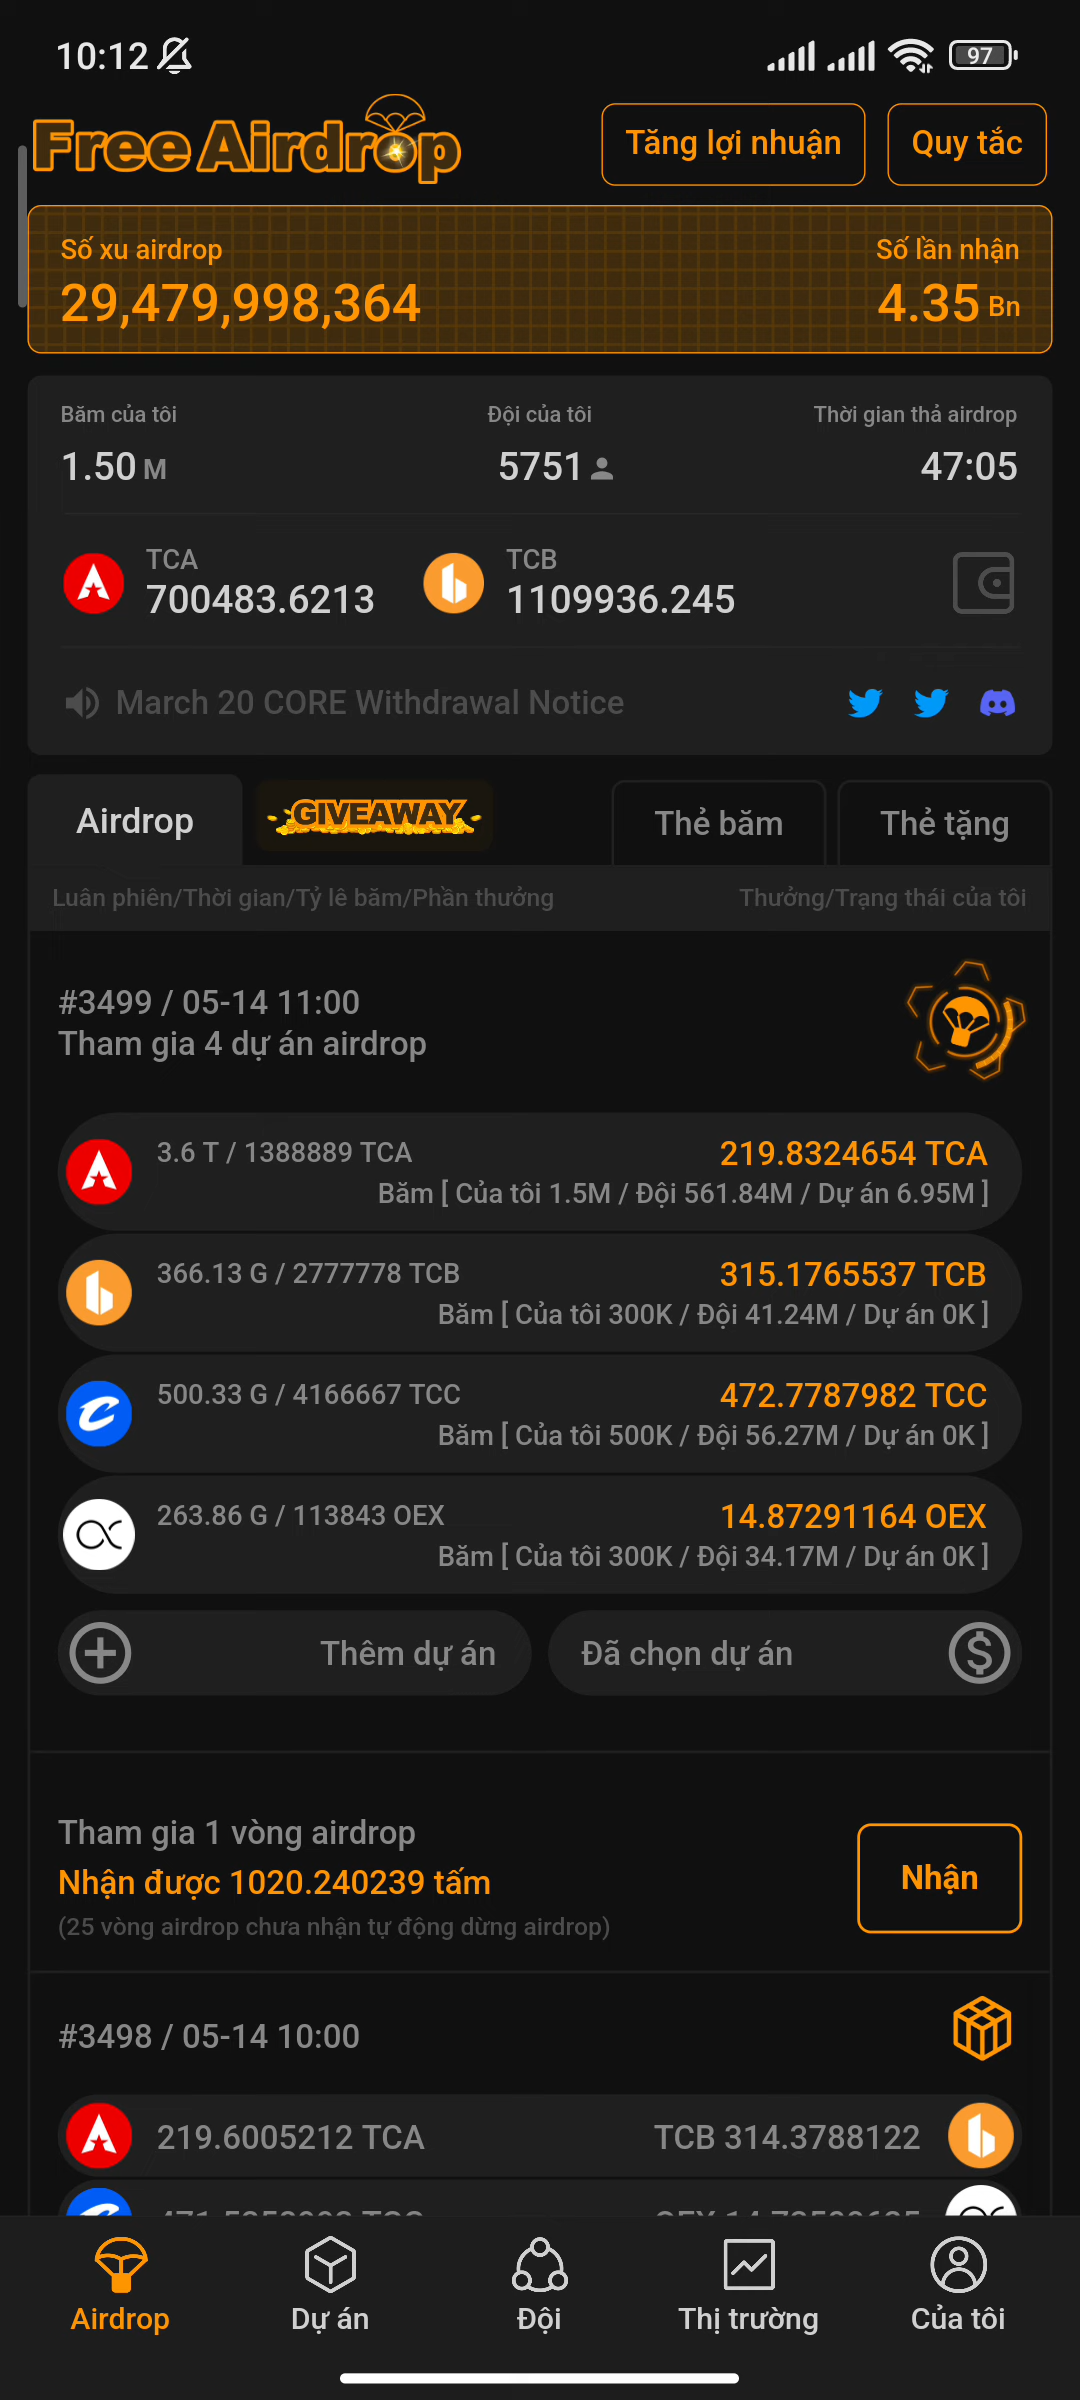 10:12
97
Free Airdrop
Tăng lợi nhuận
Quy tắc
Số xu airdrop
Số lần nhận
29,479,998,364
4.35 Bn
Băm của tôi
Đội của tôi
Thời gian thả airdrop
1.50 M
5751
47:05
TCA
700483.6213
TCB
1109936.245
March 20 CORE Withdrawal Notice
Airdrop
GIVEAWAY
Thẻ băm
Thẻ tặng
Luân phiên/Thời gian/Tỷ lê băm/Phần thưởng
Thưởng/Trạng thái của tôi
#3499 / 05-14 11:00
Tham gia 4 dự án airdrop
3.6 T / 1388889 TCA
219.8324654 TCA
Băm [ Của tôi 1.5M / Đội 561.84M / Dự án 6.95M ]
366.13 G / 2777778 TCB
315.1765537 TCB
Băm [ Của tôi 300K / Đội 41.24M / Dự án 0K ]
500.33 G / 4166667 TCC
472.7787982 TCC
Băm [ Của tôi 500K / Đội 56.27M / Dự án 0K ]
263.86 G / 113843 OEX
14.87291164 OEX
Băm [ Của tôi 300K / Đội 34.17M / Dự án 0K ]
Thêm dự án
Đã chọn dự án
Tham gia 1 vòng airdrop
Nhận được 1020.240239 tấm
(25 vòng airdrop chưa nhận tự động dừng airdrop)
Nhận
#3498 / 05-14 10:00
219.6005212 TCA
TCB 314.3788122
Airdrop
Dự án
Đội
Thị trường
Của tôi